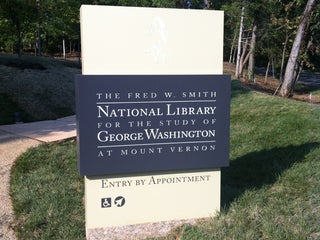 THE FRED W. SMITH
NATIONAL LIBRARY
FOR THE STUDY OF
GEORGE WASHINGTON
AT MOUNT VERNON
ENTRY BY APPOINTMENT